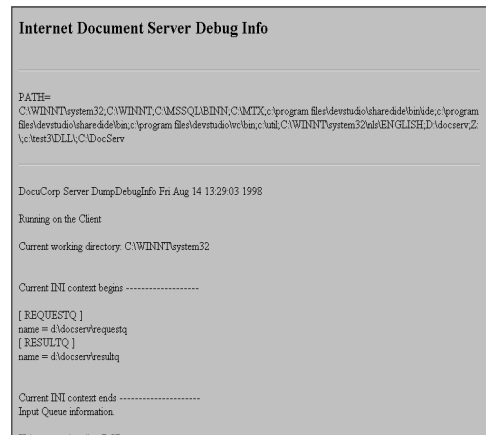 Internet Document Server Debug Info
PATH=
C:\WINNT\system32;C:\WINNT;C:\MSSQL\BINN;C:\MTX;c:\program files\devstudio\sharedide\bin\ide;c:\program
files\devstudio\sharedide\bin;c:\program files\devstudio\vc\bin;c:\util;C:\WINNT\system32\nls\ENGLISH;D:\docserv;Z:
\;c:\test3\DLL\;C:\DocServ
DocuCorp Server DumpDebugInfo Fri Aug 14 13:29:03 1998
Running on the Client
Current working directory: C:\WINNT\system32
Current INI context begins -------------------
[ REQUESTQ ]
name = d:\docserv\requestq
[ RESULTQ ]
name = d:\docserv\resultq
Current INI context ends ---------------------
Input Queue information.